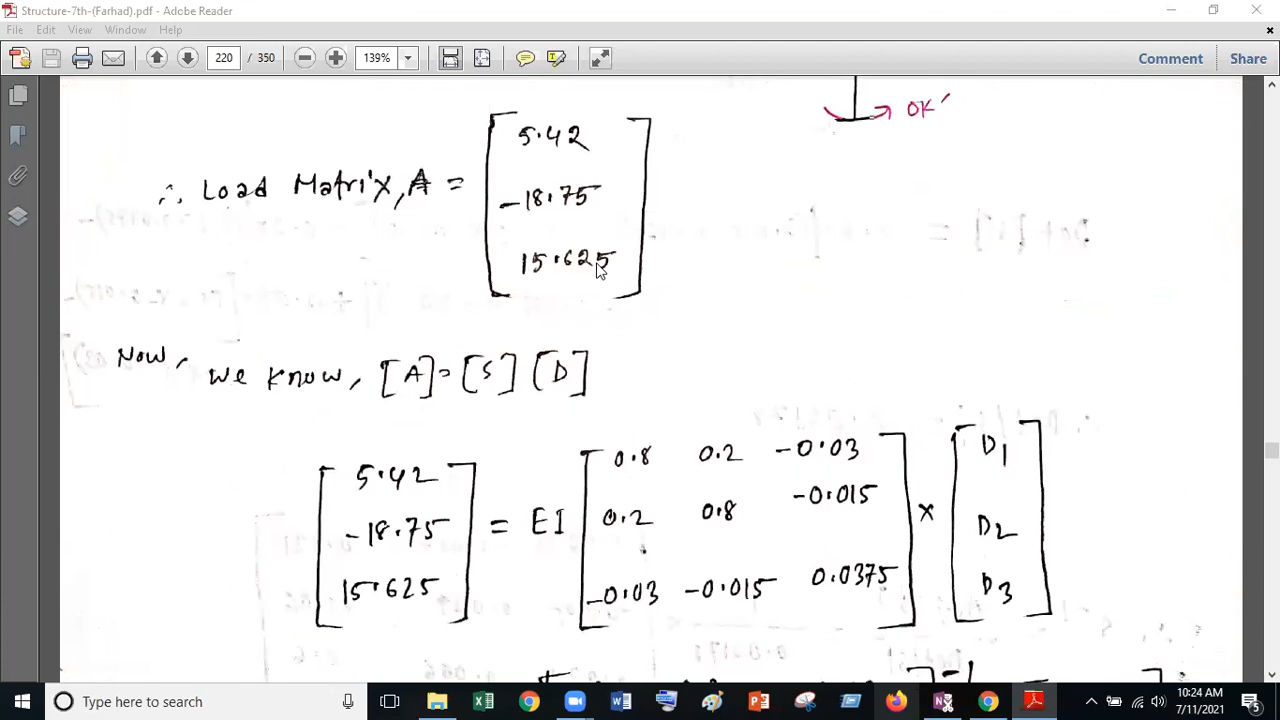 Structure-7th-(Farhad).pdf - Adobe Reader
File Edit View Window Help
220 / 350 139% Comment Share
OK
∴ Load Matrix, A = [5.42
-18.75
15.625]
Now, We know, [A] = [S] [D]
[5.42
-18.75
15.625] = EI [0.8 0.2 -0.03
0.2 0.8 -0.015
-0.03 -0.015 0.0375] × [D1
D2
D3]
Type here to search
10:24 AM
7/11/2021
5